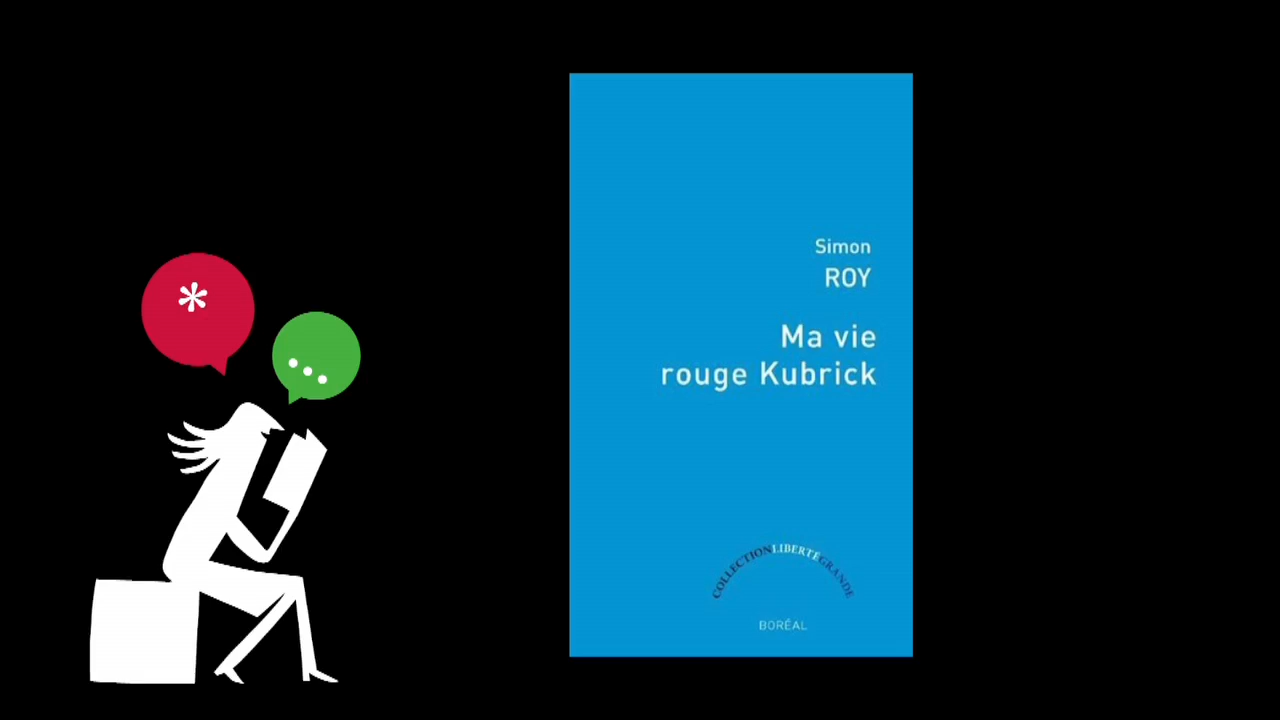 *
...
Simon
ROY
Ma vie
rouge Kubrick
COLLECTION LIBERTÉ GRANDE
BORÉAL